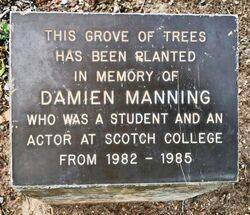 THIS GROVE OF TREES
HAS BEEN PLANTED
IN MEMORY OF
DAMIEN MANNING
WHO WAS A STUDENT AND AN
ACTOR AT SCOTCH COLLEGE
FROM 1982 - 1985